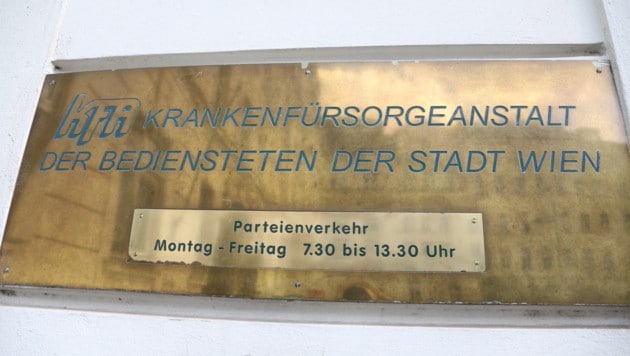 kfa KRANKENFÜRSORGEANSTALT
DER BEDIENSTETEN DER STADT WIEN
Parteienverkehr
Montag - Freitag 7.30 bis 13.30 Uhr